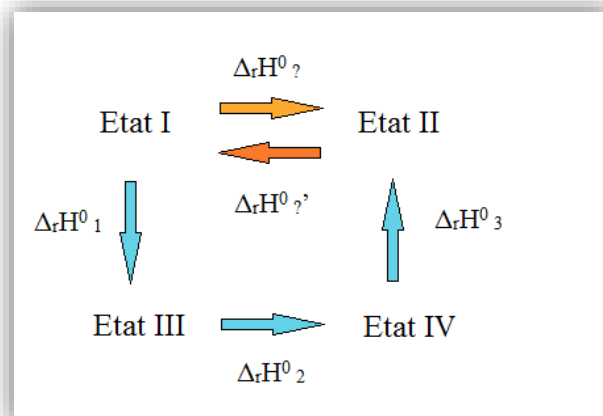 ΔrH⁰ ?
Etat I
Etat II
ΔrH⁰ ?’
ΔrH⁰ 1
ΔrH⁰ 3
Etat III
Etat IV
ΔrH⁰ 2